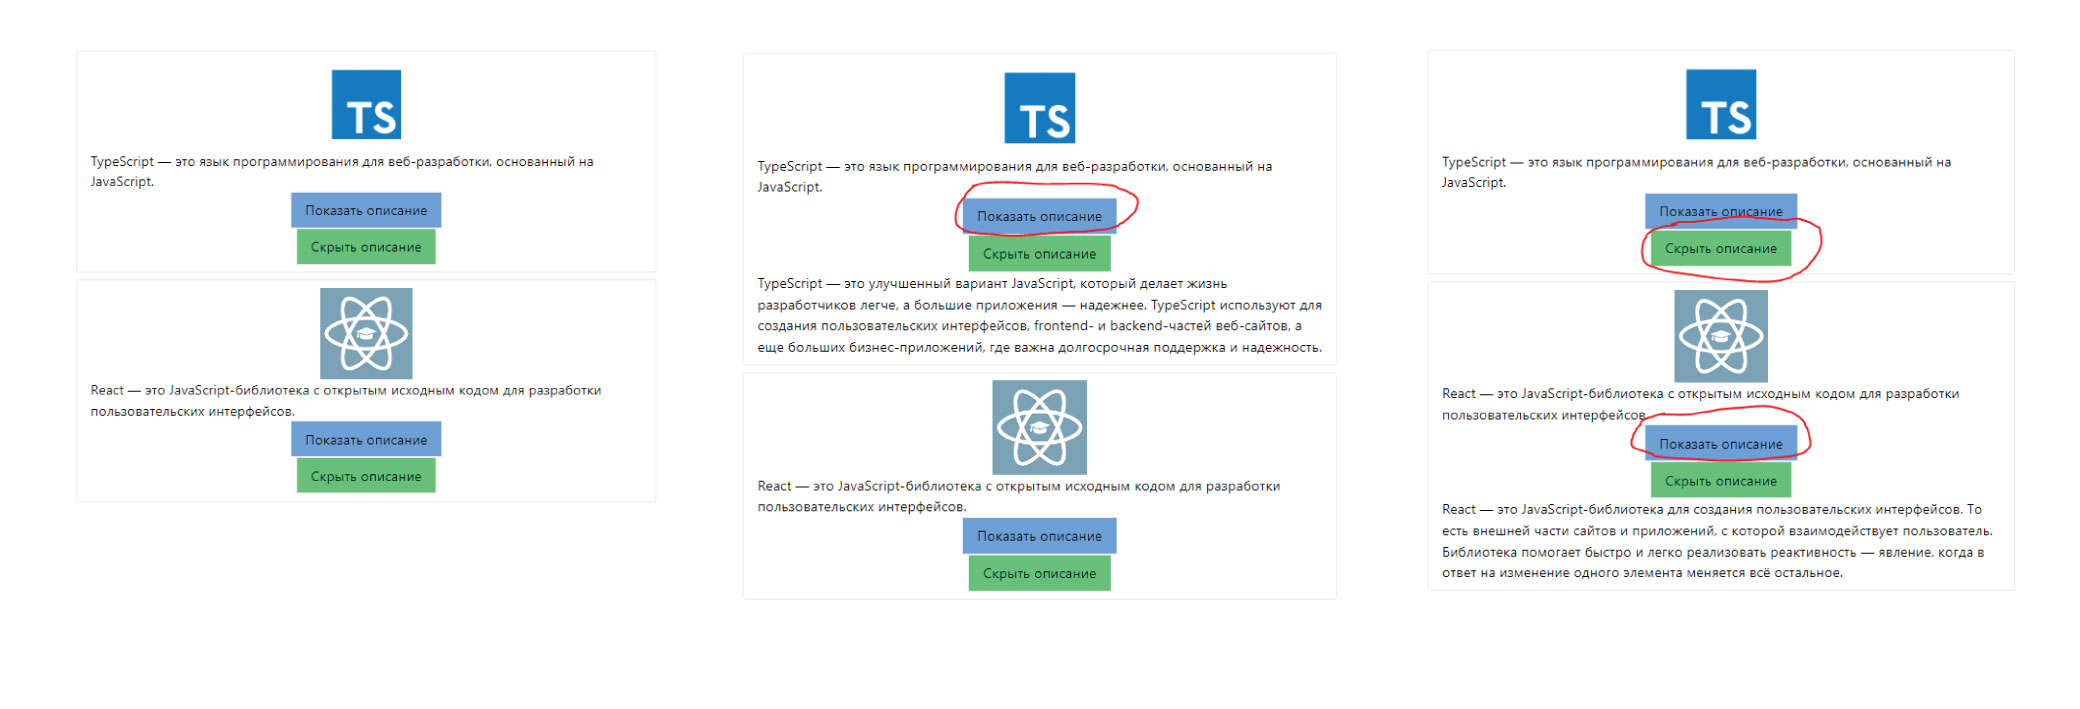 TS
TypeScript — это язык программирования для веб-разработки, основанный на
JavaScript.
Показать описание
Скрыть описание
React — это JavaScript-библиотека с открытым исходным кодом для разработки
пользовательских интерфейсов.
Показать описание
Скрыть описание
TS
TypeScript — это язык программирования для веб-разработки, основанный на
JavaScript.
Показать описание
Скрыть описание
TypeScript — это улучшенный вариант JavaScript, который делает жизнь
разработчиков легче, а большие приложения — надежнее. TypeScript используют для
создания пользовательских интерфейсов, frontend- и backend-частей веб-сайтов, а
еще больших бизнес-приложений, где важна долгосрочная поддержка и надежность.
React — это JavaScript-библиотека с открытым исходным кодом для разработки
пользовательских интерфейсов.
Показать описание
Скрыть описание
TS
TypeScript — это язык программирования для веб-разработки, основанный на
JavaScript.
Показать описание
Скрыть описание
React — это JavaScript-библиотека с открытым исходным кодом для разработки
пользовательских интерфейсов.
Показать описание
Скрыть описание
React — это JavaScript-библиотека для создания пользовательских интерфейсов. То
есть внешней части сайтов и приложений, с которой взаимодействует пользователь.
Библиотека помогает быстро и легко реализовать реактивность — явление, когда в
ответ на изменение одного элемента меняется всё остальное.